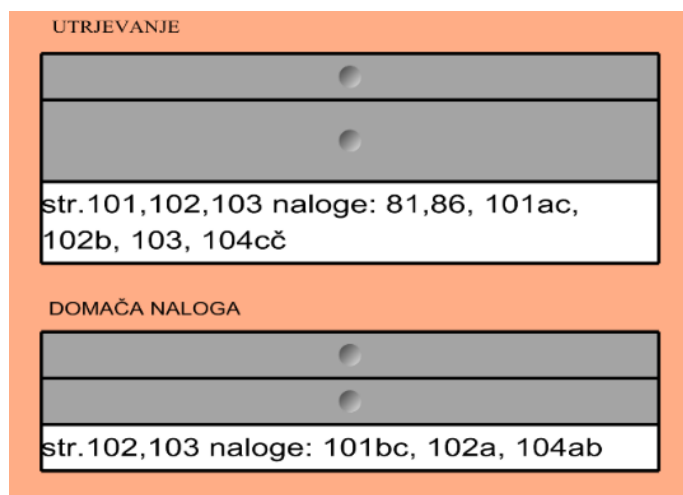 UTRJEVANJE
str.101,102,103 naloge: 81,86, 101ac,
102b, 103, 104cč
DOMAČA NALOGA
str.102,103 naloge: 101bc, 102a, 104ab